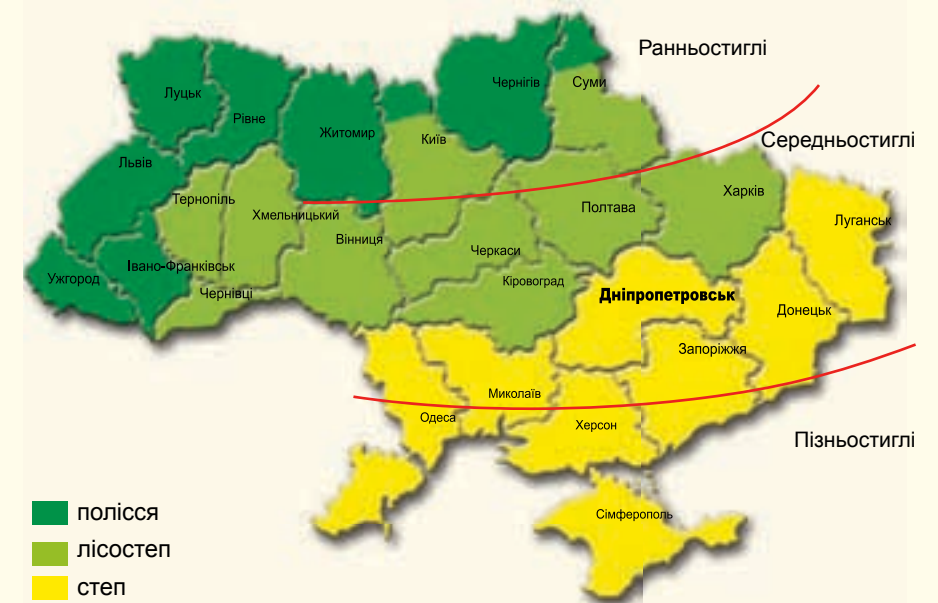 Ранньостиглі
Чернігів
Суми
Луцьк
Рівне
Житомир
Київ
Середньостиглі
Львів
Тернопіль
Хмельницький
Харків
Полтава
Луганськ
Вінниця
Черкаси
Ужгород
Івано-Франківськ
Чернівці
Кіровоград
Дніпропетровськ
Донецьк
Запоріжжя
Миколаїв
Одеса
Херсон
Пізньостиглі
Сімферополь
полісся
лісостеп
степ